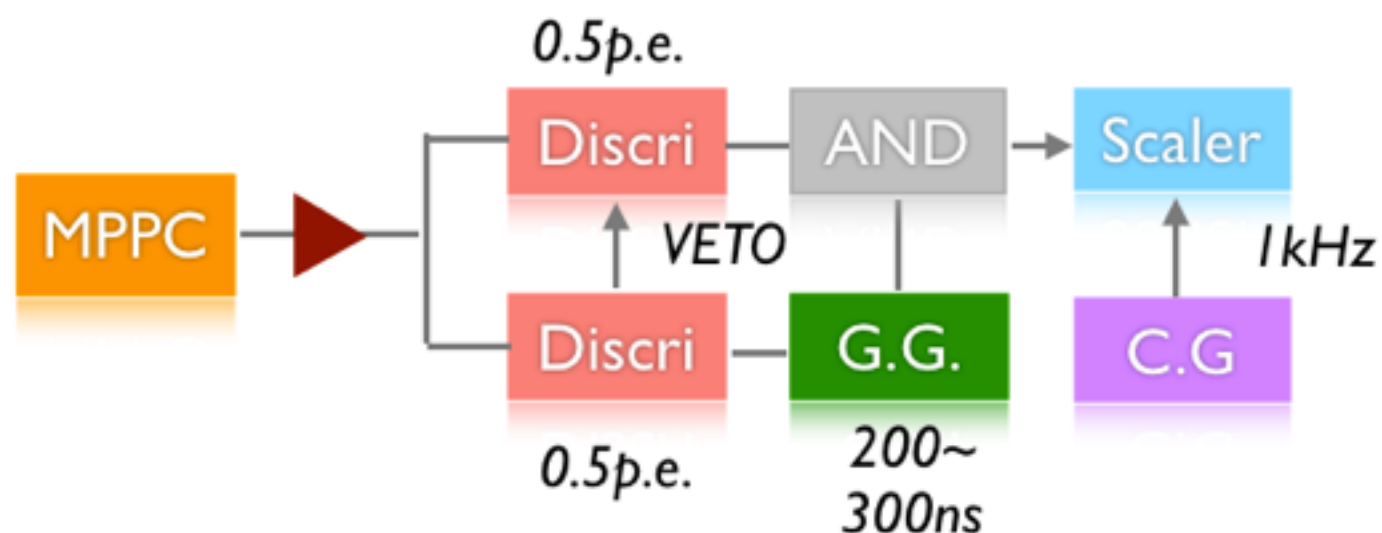 0.5p.e.
Discri
AND
Scaler
MPPC
VETO
1kHz
Discri
G.G.
C.G
0.5p.e.
200~
300ns